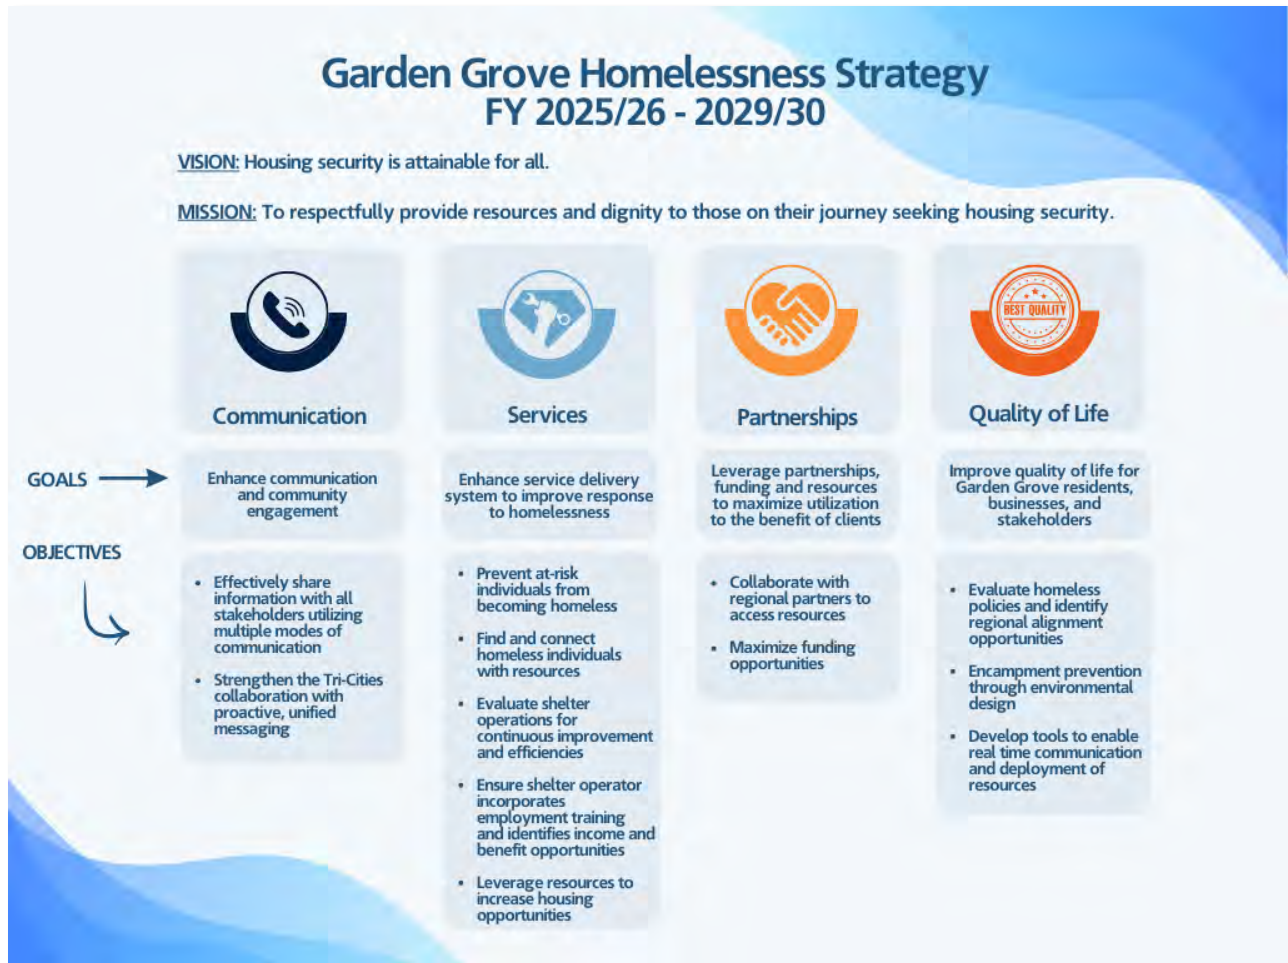 Garden Grove Homelessness Strategy
FY 2025/26 - 2029/30
VISION: Housing security is attainable for all.
MISSION: To respectfully provide resources and dignity to those on their journey seeking housing security.
Communication
Services
BEST QUALITY
Partnerships
Quality of Life
GOALS
Enhance communication
and community
engagement
Enhance service delivery
system to improve response
to homelessness
Leverage partnerships,
funding and resources
to maximize utilization
to the benefit of clients
Improve quality of life for
Garden Grove residents,
businesses, and
stakeholders
OBJECTIVES
• Effectively share
information with all
stakeholders utilizing
multiple modes of
communication
• Strengthen the Tri-Cities
collaboration with
proactive, unified
messaging
• Prevent at-risk
individuals from
becoming homeless
• Find and connect
homeless individuals
with resources
• Evaluate shelter
operations for
continuous improvement
and efficiencies
• Ensure shelter operator
incorporates
employment training
and identifies income and
benefit opportunities
• Leverage resources to
increase housing
opportunities
• Collaborate with
regional partners to
access resources
• Maximize funding
opportunities
• Evaluate homeless
policies and identify
regional alignment
opportunities
• Encampment prevention
through environmental
design
• Develop tools to enable
real time communication
and deployment of
resources